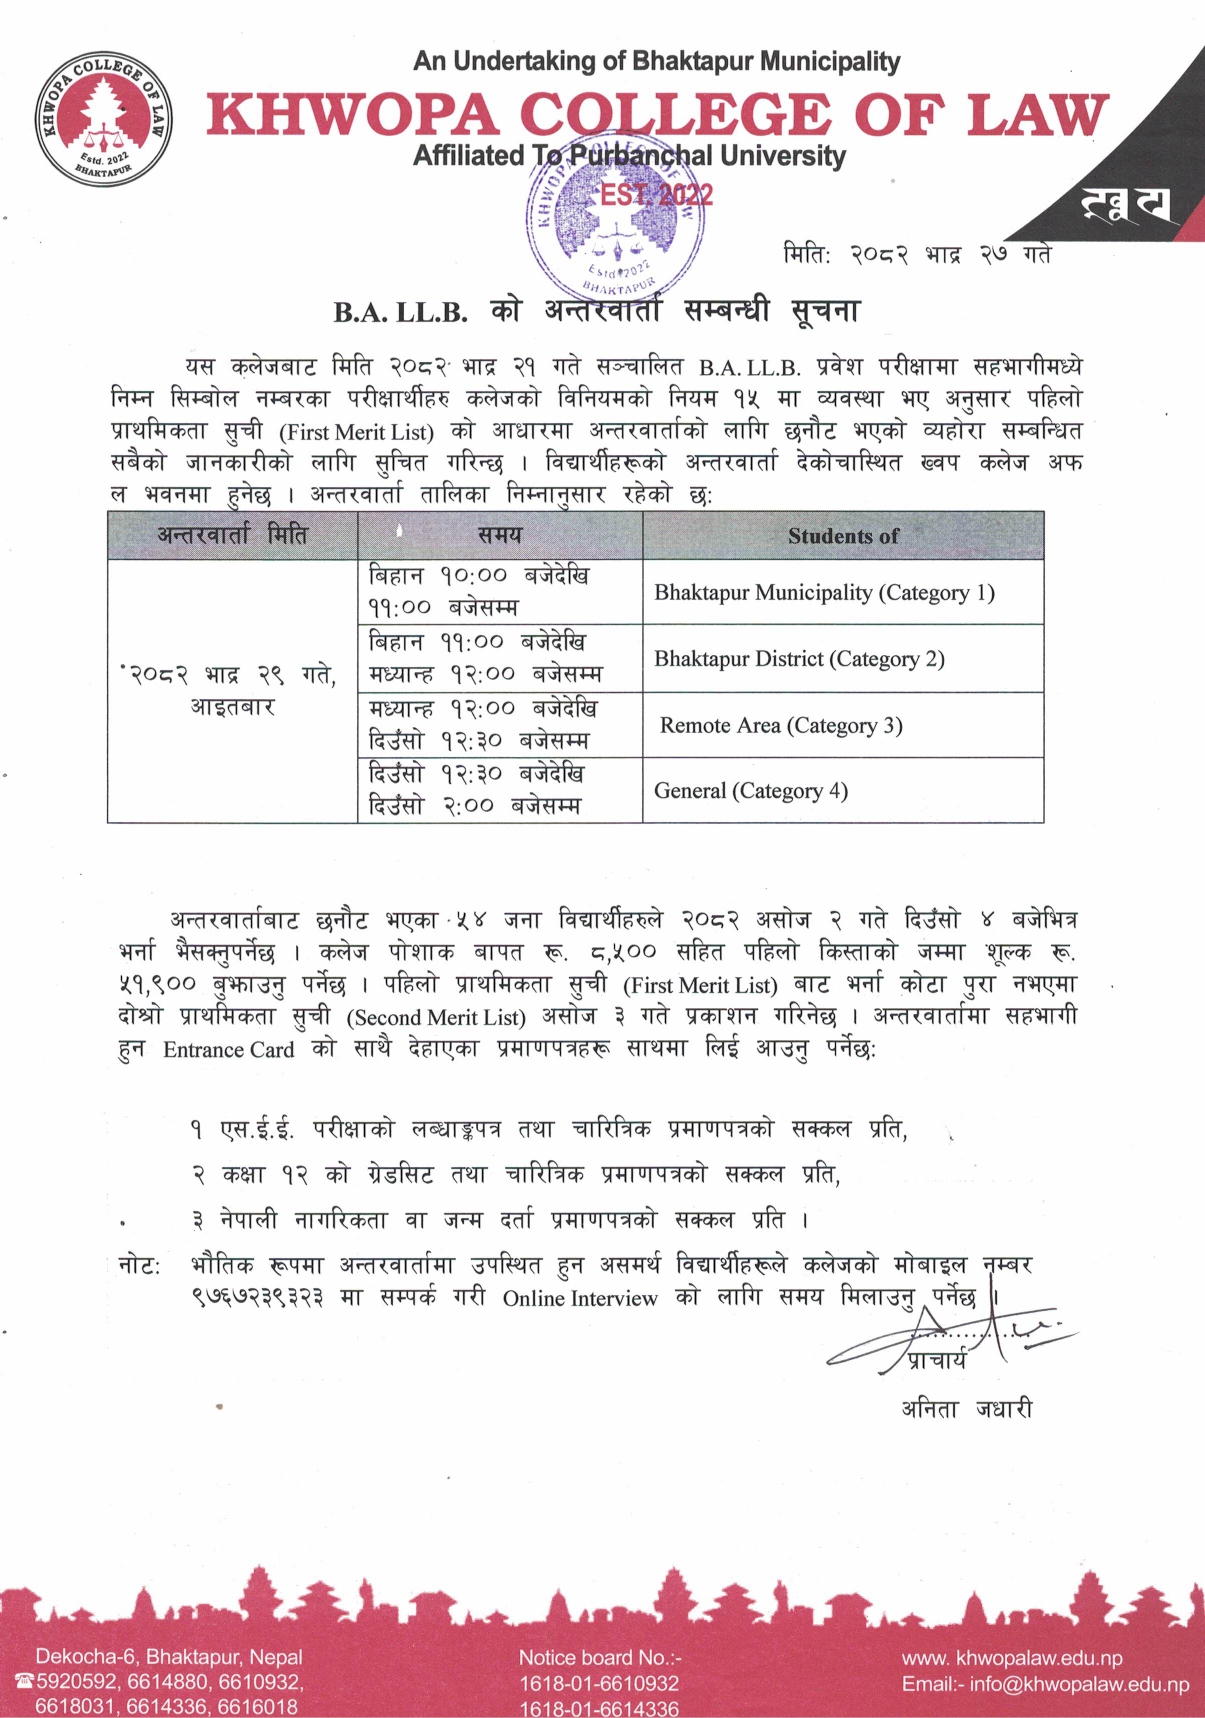 An Undertaking of Bhaktapur Municipality
KHWOPA COLLEGE OF LAW
Affiliated To Purbanchal University
EST. 2022
KHWOPA COLLEGE OF LAW
Estd. 2022
BHAKTAPUR
KHWOPA COLLEGE OF LAW
Estd. 2022
BHAKTAPUR
मिति: २०८२ भाद्र २७ गते
B.A. LL.B. को अन्तरवार्ता सम्बन्धी सूचना
यस कलेजबाट मिति २०८२ भाद्र २१ गते सञ्चालित B.A. LL.B. प्रवेश परीक्षामा सहभागीमध्ये
निम्न सिम्बोल नम्बरका परीक्षार्थीहरु कलेजको विनियमको नियम १५ मा व्यवस्था भए अनुसार पहिलो
प्राथमिकता सुची (First Merit List) को आधारमा अन्तरवार्ताको लागि छनौट भएको व्यहोरा सम्बन्धित
सबैको जानकारीको लागि सुचित गरिन्छ । विद्यार्थीहरूको अन्तरवार्ता देकोचास्थित ख्वप कलेज अफ
ल भवनमा हुनेछ । अन्तरवार्ता तालिका निम्नानुसार रहेको छ:
अन्तरवार्ता मिति समय Students of
२०८२ भाद्र २९ गते,
आइतबार
बिहान १०:०० बजेदेखि
११:०० बजेसम्म
Bhaktapur Municipality (Category 1)
बिहान ११:०० बजेदेखि
मध्यान्ह १२:०० बजेसम्म
Bhaktapur District (Category 2)
मध्यान्ह १२:०० बजेदेखि
दिउँसो १२:३० बजेसम्म
Remote Area (Category 3)
दिउँसो १२:३० बजेदेखि
दिउँसो २:०० बजेसम्म
General (Category 4)
अन्तरवार्ताबाट छनौट भएका ५४ जना विद्यार्थीहरुले २०८२ असोज २ गते दिउँसो ४ बजेभित्र
भर्ना भैसक्नुपर्नेछ । कलेज पोशाक बापत रू. ८,५०० सहित पहिलो किस्ताको जम्मा शूल्क रू.
५१,९०० बुझाउनु पर्नेछ । पहिलो प्राथमिकता सुची (First Merit List) बाट भर्ना कोटा पुरा नभएमा
दोश्रो प्राथमिकता सुची (Second Merit List) असोज ३ गते प्रकाशन गरिनेछ । अन्तरवार्तामा सहभागी
हुन Entrance Card को साथै देहाएका प्रमाणपत्रहरू साथमा लिई आउनु पर्नेछ:
१ एस.ई.ई. परीक्षाको लब्धाङ्कपत्र तथा चारित्रिक प्रमाणपत्रको सक्कल प्रति,
२ कक्षा १२ को ग्रेडसिट तथा चारित्रिक प्रमाणपत्रको सक्कल प्रति,
३ नेपाली नागरिकता वा जन्म दर्ता प्रमाणपत्रको सक्कल प्रति ।
नोट: भौतिक रूपमा अन्तरवार्तामा उपस्थित हुन असमर्थ विद्यार्थीहरूले कलेजको मोबाइल नम्बर
९७६७२३९३२३ मा सम्पर्क गरी Online Interview को लागि समय मिलाउनु पर्नेछ ।
प्राचार्य
अनिता जधारी
Dekocha-6, Bhaktapur, Nepal
☎5920592, 6614880, 6610932,
6618031, 6614336, 6616018
Notice board No.:-
1618-01-6610932
1618-01-6614336
www. khwopalaw.edu.np
Email:- info@khwopalaw.edu.np